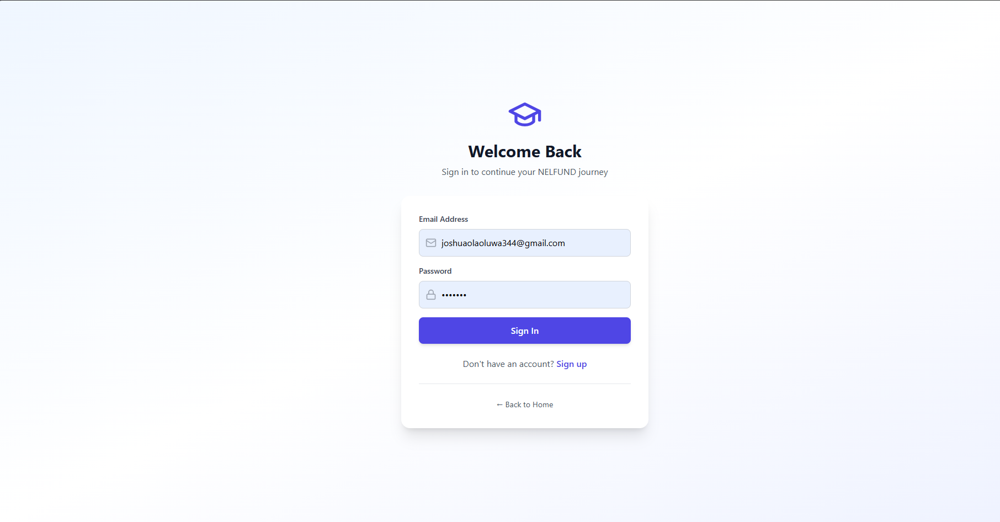 Welcome Back
Sign in to continue your NELFUND journey
Email Address
joshuaolaoluwa344@gmail.com
Password
•••••••
Sign In
Don't have an account? Sign up
← Back to Home